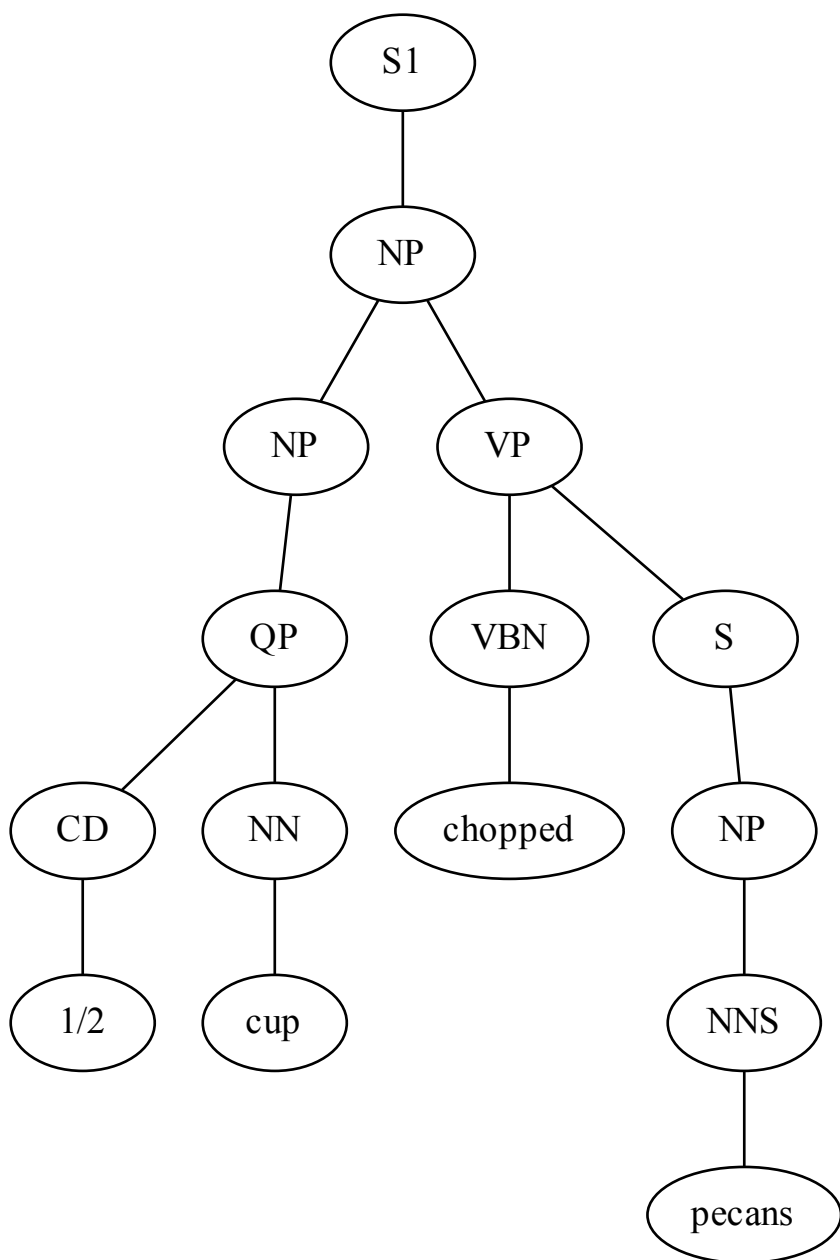 S1
NP
NP VP
QP VBN S
CD NN chopped NP
1/2 cup NNS
pecans